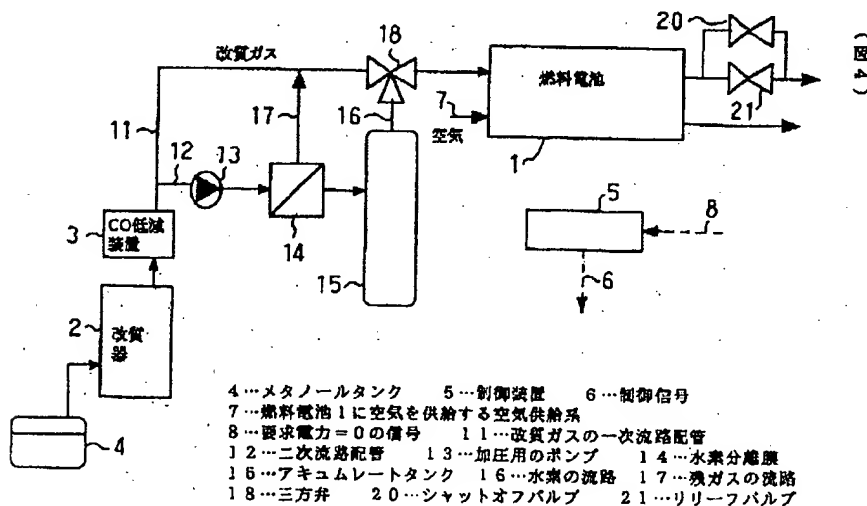 (図4)
20
18
改質ガス
燃料電池
21
7
17
16
空気
11
1
12
13
5
8
3
CO低減
装置
14
15
6
2
改質
器
4
4…メタノールタンク 5…制御装置 6…制御信号
7…燃料電池1に空気を供給する空気供給系
8…要求電力=0の信号 11…改質ガスの一次流路配管
12…二次流路配管 13…加圧用のポンプ 14…水素分離膜
15…アキュムレートタンク 16…水素の流路 17…残ガスの流路
18…三方弁 20…シャットオフバルブ 21…リリーフバルブ